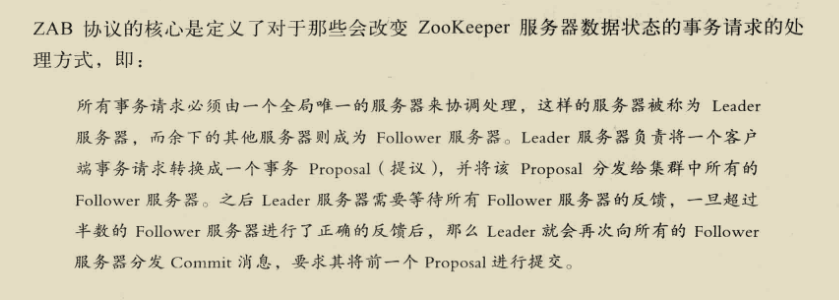 ZAB 协议的核心是定义了对于那些会改变 ZooKeeper 服务器数据状态的事务请求的处
理方式，即：
所有事务请求必须由一个全局唯一的服务器来协调处理，这样的服务器被称为 Leader
服务器，而余下的其他服务器则成为 Follower 服务器。Leader 服务器负责将一个客户
端事务请求转换成一个事务 Proposal（提议），并将该 Proposal 分发给集群中所有的
Follower 服务器。之后 Leader 服务器需要等待所有 Follower 服务器的反馈，一旦超过
半数的 Follower 服务器进行了正确的反馈后，那么 Leader 就会再次向所有的 Follower
服务器分发 Commit 消息，要求其将前一个 Proposal 进行提交。